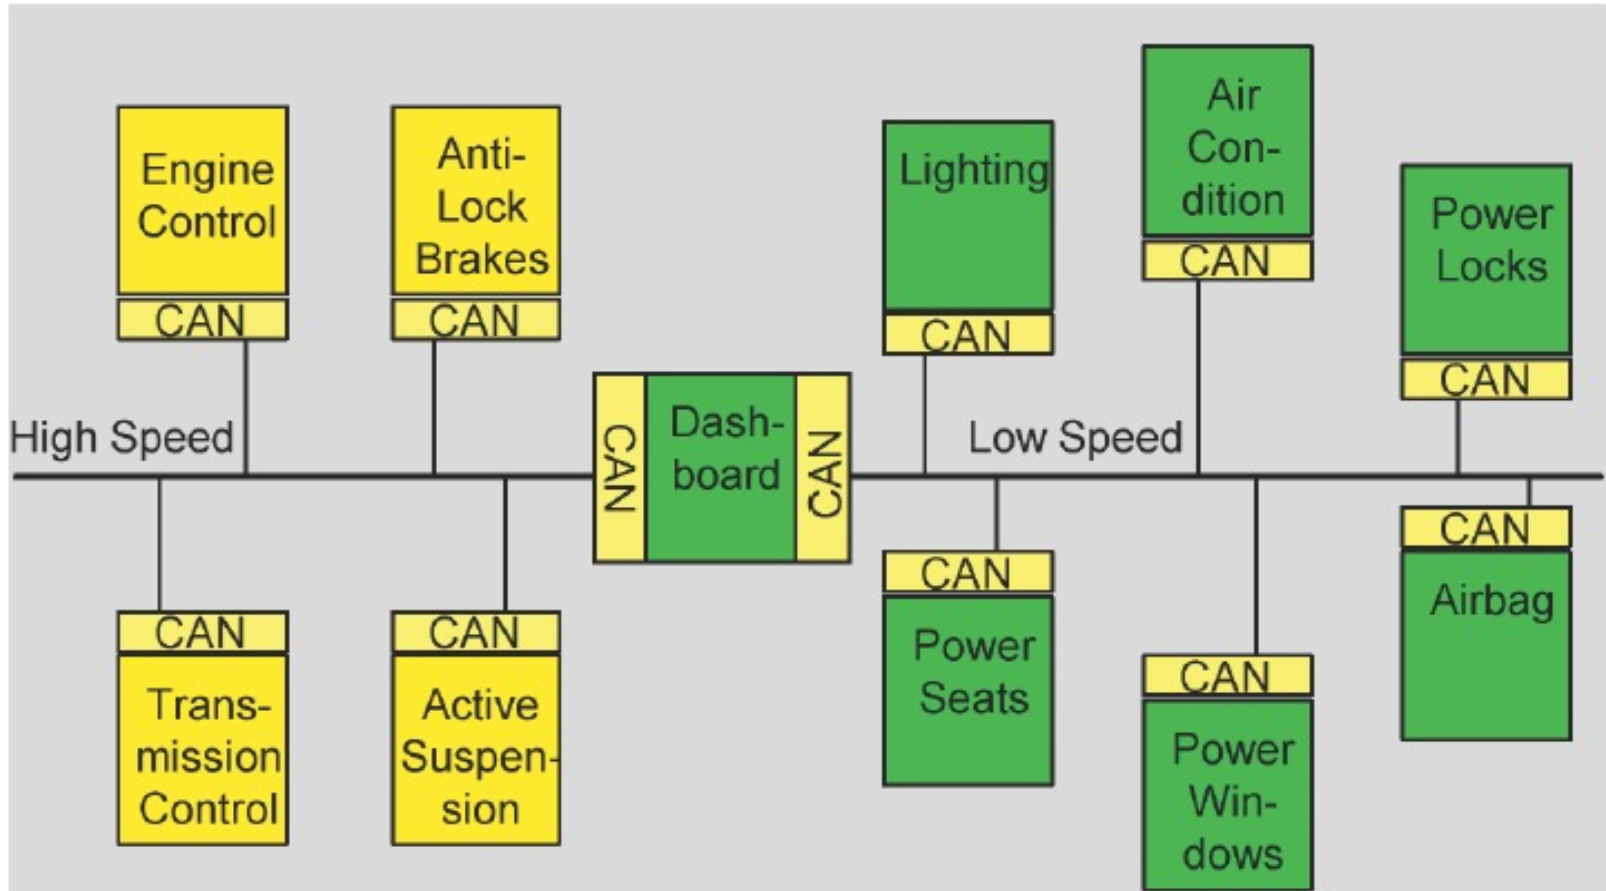 Engine
Control
CAN
Anti-
Lock
Brakes
CAN
Lighting
CAN
Air
Con-
dition
CAN
Power
Locks
CAN
High Speed
CAN
Dash-
board
CAN
Low Speed
CAN
Trans-
mission
Control
CAN
Active
Suspen-
sion
CAN
Power
Seats
CAN
Power
Win-
dows
CAN
Airbag